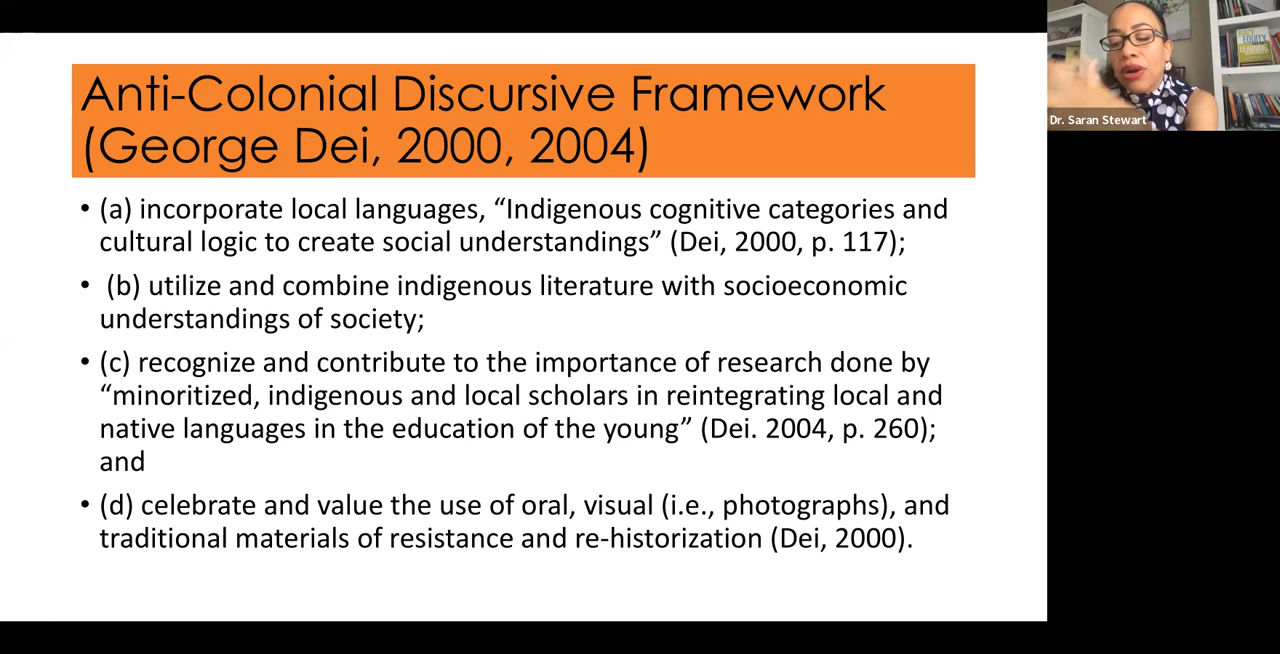 Anti-Colonial Discursive Framework
(George Dei, 2000, 2004)
• (a) incorporate local languages, “Indigenous cognitive categories and
cultural logic to create social understandings” (Dei, 2000, p. 117);
• (b) utilize and combine indigenous literature with socioeconomic
understandings of society;
• (c) recognize and contribute to the importance of research done by
“minoritized, indigenous and local scholars in reintegrating local and
native languages in the education of the young” (Dei. 2004, p. 260);
and
• (d) celebrate and value the use of oral, visual (i.e., photographs), and
traditional materials of resistance and re-historization (Dei, 2000).
Dr. Saran Stewart